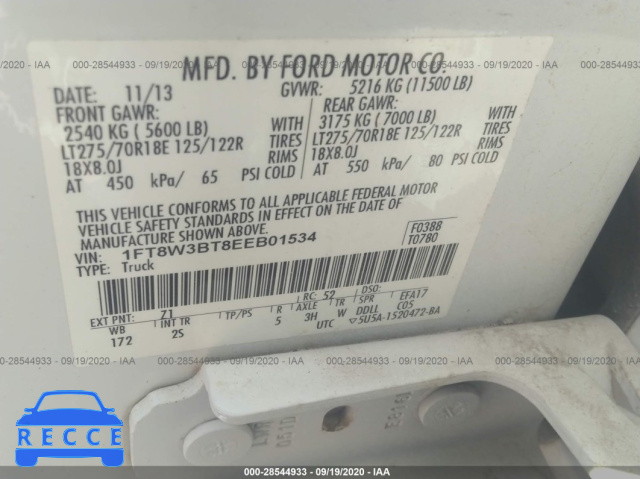 000-28544933 - 09/19/2020 - IAA
MFD. BY FORD MOTOR CO.
DATE: 11/13
GVWR: 5216 KG (11500 LB)
FRONT GAWR:
2540 KG ( 5600 LB) WITH
LT275/70R18E 125/122R TIRES
18X8.0J RIMS
AT 450 kPa/ 65 PSI COLD
REAR GAWR:
3175 KG ( 7000 LB) WITH
LT275/70R18E 125/122R TIRES
18X8.0J RIMS
AT 550 kPa/ 80 PSI COLD
THIS VEHICLE CONFORMS TO ALL APPLICABLE FEDERAL MOTOR
VEHICLE SAFETY STANDARDS IN EFFECT ON THE DATE OF
MANUFACTURE SHOWN ABOVE.
VIN: 1FT8W3BT8EEB01534
TYPE: Truck
F0388
T0780
EXT PNT: Z1 RC: 52 DSO:
WB INT TR TP/PS R AXLE TR SPR EFA17
172 2S 5 3H W DDLL C05
UTC ▽5U5A-1520472-BA
000-28544933 - 09/19/2020 - IAA
RECCE
000-28544933 - 09/19/2020 - IAA